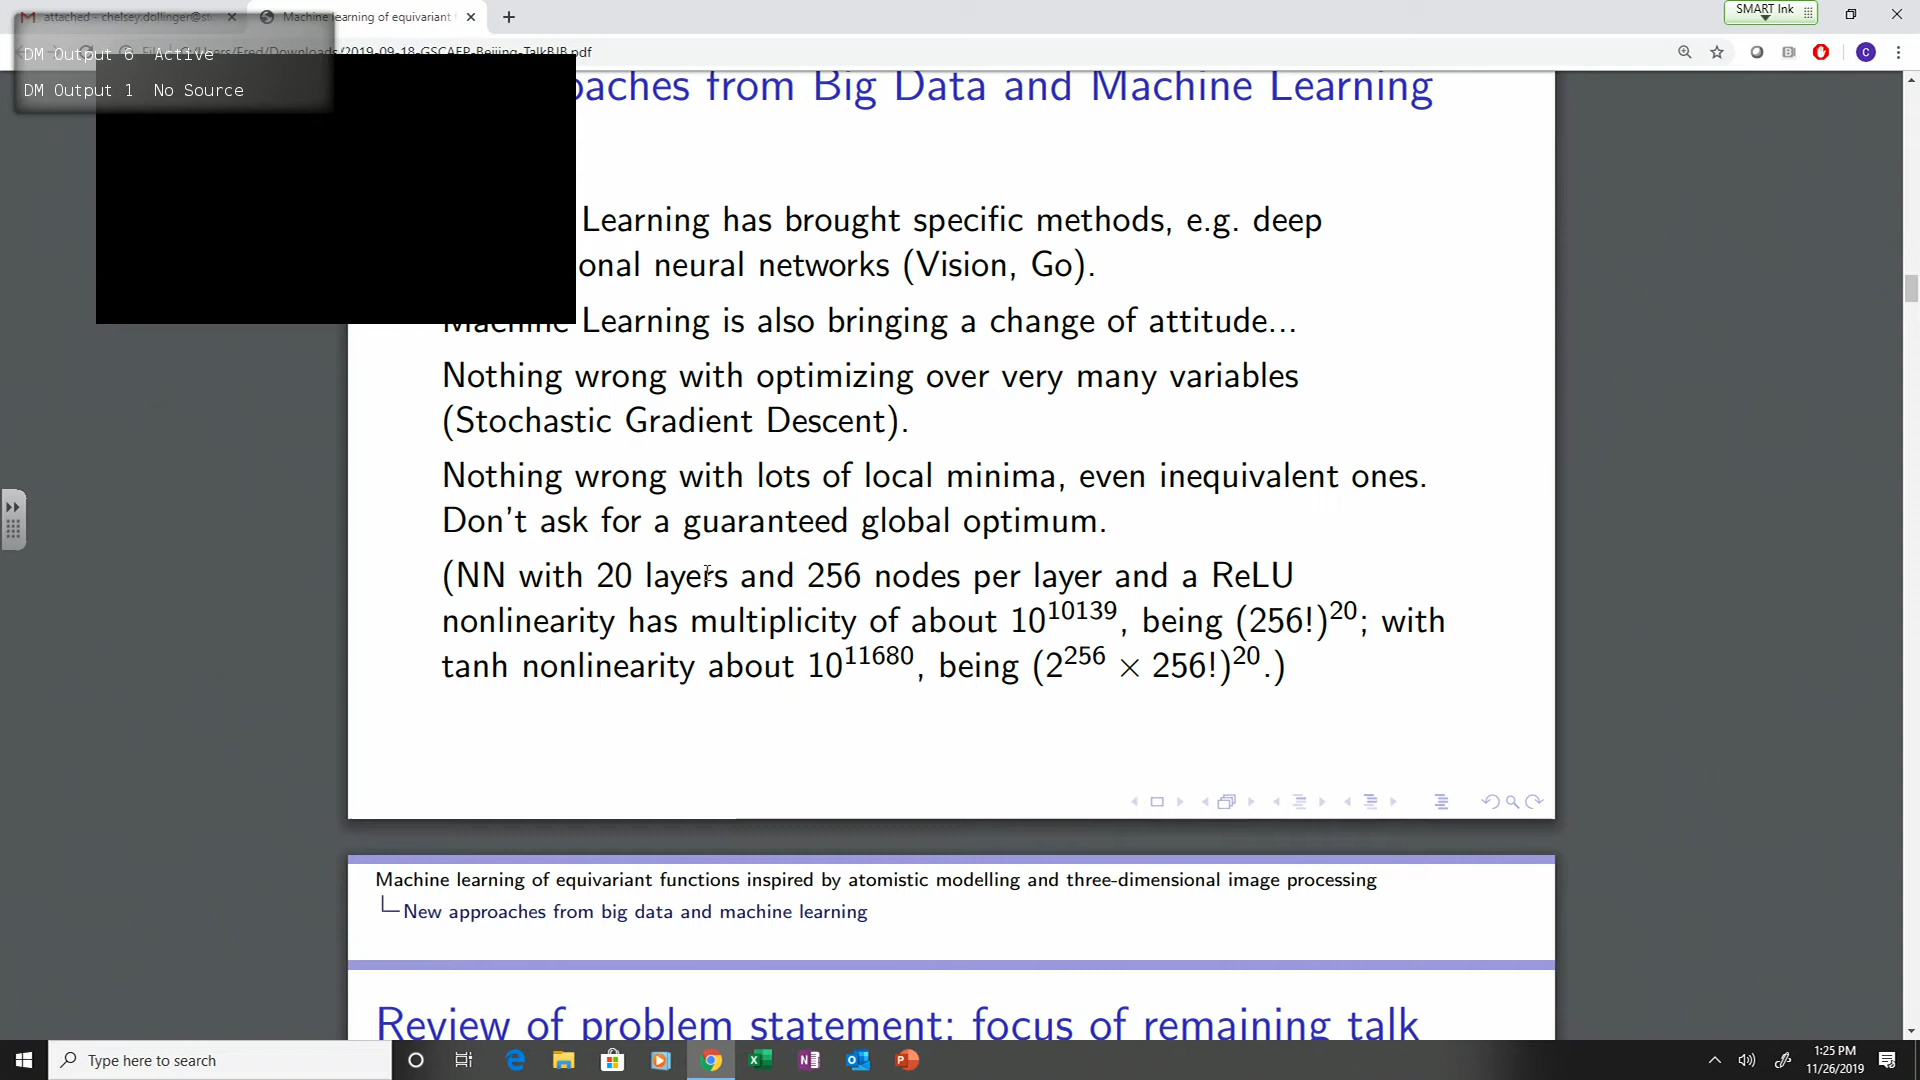 attached - chelsey.dollinger@st
Machine learning of equivariant
SMART Ink
DM Output 6 Active
/Users/Fred/Downloads/2019-09-18-GSCAEP-Beijing-TalkBJB.pdf
DM Output 1 No Source
oaches from Big Data and Machine Learning
Learning has brought specific methods, e.g. deep
onal neural networks (Vision, Go).
Machine Learning is also bringing a change of attitude...
Nothing wrong with optimizing over very many variables
(Stochastic Gradient Descent).
Nothing wrong with lots of local minima, even inequivalent ones.
Don't ask for a guaranteed global optimum.
(NN with 20 layers and 256 nodes per layer and a ReLU
nonlinearity has multiplicity of about 10^10139, being (256!)^20; with
tanh nonlinearity about 10^11680, being (2^256 × 256!)^20.)
Machine learning of equivariant functions inspired by atomistic modelling and three-dimensional image processing
New approaches from big data and machine learning
Review of problem statement: focus of remaining talk
Type here to search
1:25 PM
11/26/2019